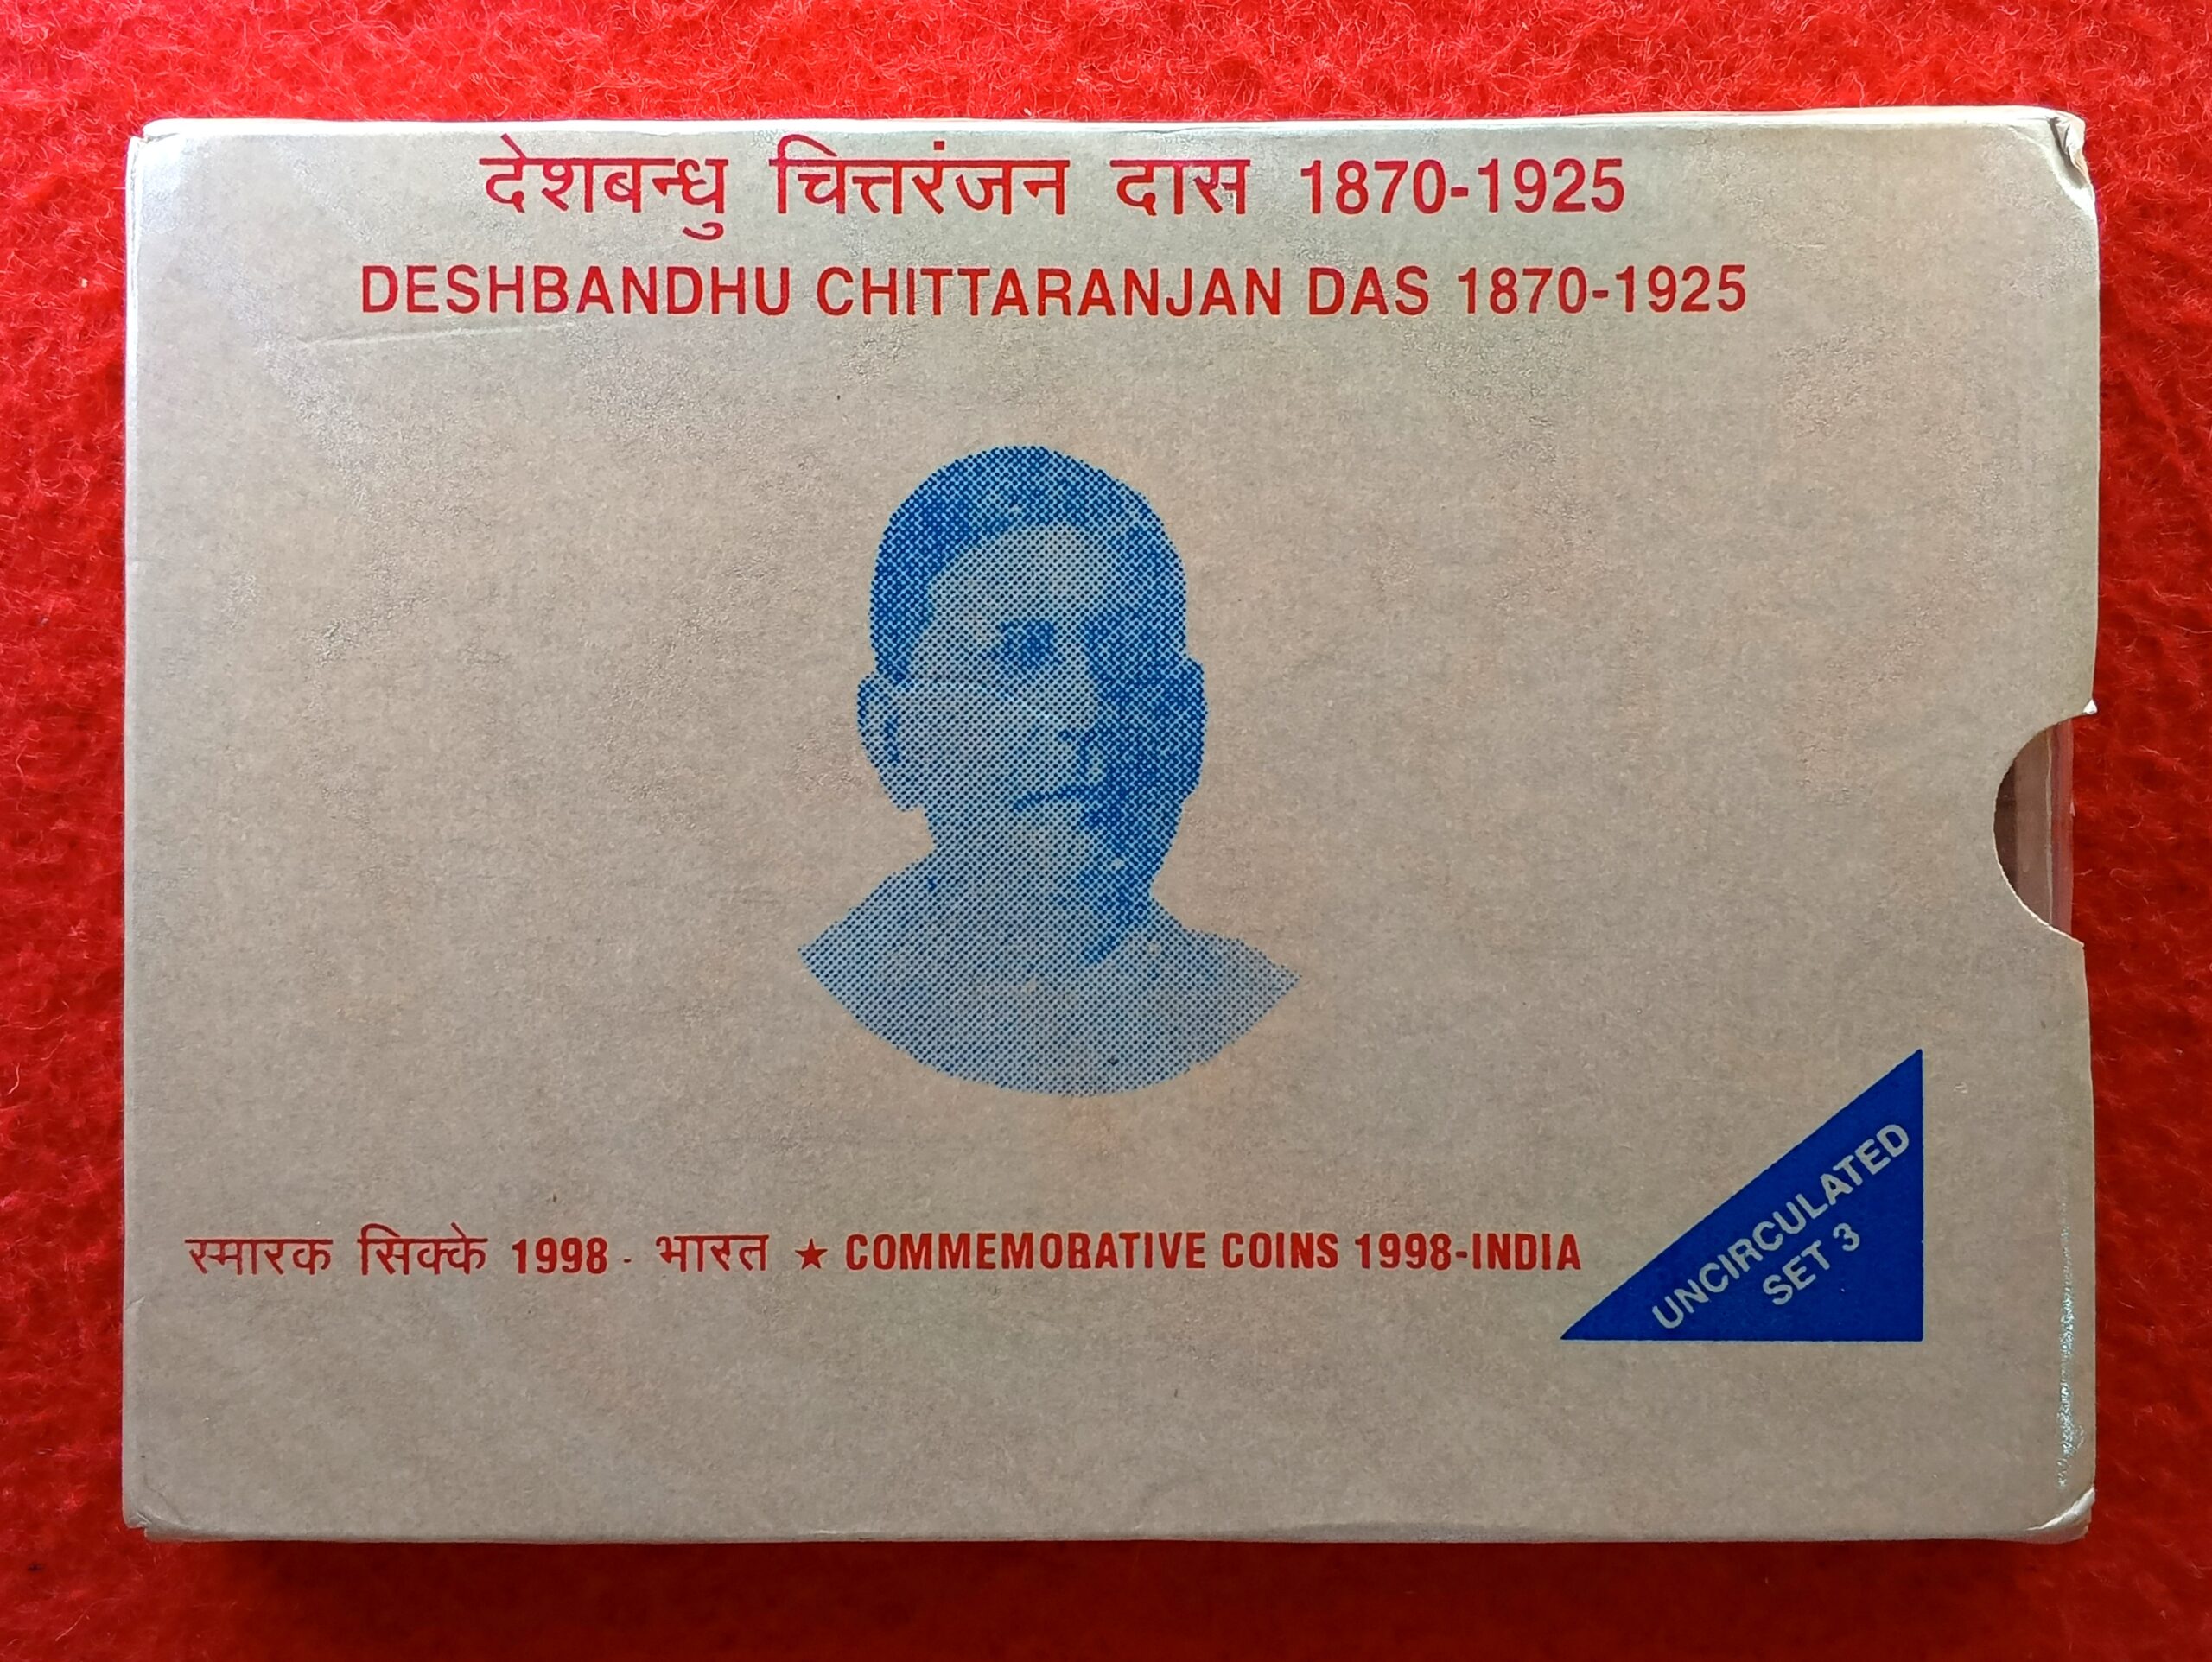 देशबन्धु चित्तरंजन दास 1870-1925
DESHBANDHU CHITTARANJAN DAS 1870-1925
स्मारक सिक्के 1998 - भारत ★ COMMEMORATIVE COINS 1998-INDIA
UNCIRCULATED
SET 3